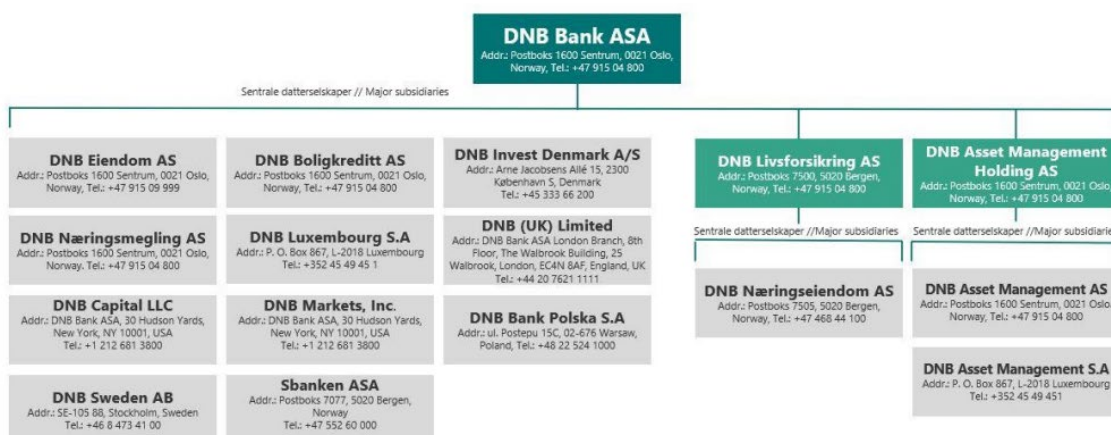 DNB Bank ASA
Addr.: Postboks 1600 Sentrum, 0021 Oslo,
Norway, Tel.: +47 915 04 800
Sentrale datterselskaper // Major subsidiaries
DNB Eiendom AS
Addr.: Postboks 1600 Sentrum, 0021 Oslo,
Norway, Tel.: +47 915 09 999
DNB Boligkreditt AS
Addr.: Postboks 1600 Sentrum, 0021 Oslo,
Norway, Tel.: +47 915 04 800
DNB Invest Denmark A/S
Addr.: Arne Jacobsens Allé 15, 2300
København S, Denmark
Tel.: +45 333 66 200
DNB Livsforsikring AS
Addr.: Postboks 7500, 5020 Bergen,
Norway, Tel.: +47 915 04 800
DNB Asset Management
Holding AS
Addr.: Postboks 1600 Sentrum, 0021 Oslo,
Norway, Tel.: +47 915 04 800
DNB Næringsmegling AS
Addr.: Postboks 1600 Sentrum, 0021 Oslo,
Norway. Tel.: +47 915 04 800
DNB Luxembourg S.A
Addr.: P. O. Box 867, L-2018 Luxembourg
Tel.: +352 45 49 45 1
DNB (UK) Limited
Addr.: DNB Bank ASA London Branch, 8th
Floor, The Walbrook Building, 25
Walbrook, London, EC4N 8AF, England, UK
Tel.: +44 20 7621 1111
Sentrale datterselskaper //Major subsidiaries
Sentrale datterselskaper //Major subsidiarie
DNB Capital LLC
Addr.: DNB Bank ASA, 30 Hudson Yards,
New York, NY 10001, USA
Tel.: +1 212 681 3800
DNB Markets, Inc.
Addr.: DNB Bank ASA, 30 Hudson Yards,
New York, NY 10001, USA
Tel.: +1 212 681 3800
DNB Bank Polska S.A
Addr.: ul. Postepu 15C, 02-676 Warsaw,
Poland, Tel.: +48 22 524 1000
DNB Næringseiendom AS
Addr.: Postboks 7505, 5020 Bergen,
Norway, Tel.: +47 468 44 100
DNB Asset Management AS
Addr.: Postboks 1600 Sentrum, 0021 Oslo,
Norway, Tel.: +47 915 04 800
DNB Sweden AB
Addr.: SE-105 88, Stockholm, Sweden
Tel.: +46 8 473 41 00
Sbanken ASA
Addr.: Postboks 7077, 5020 Bergen,
Norway
Tel.: +47 552 60 000
DNB Asset Management S.A
Addr.: P. O. Box 867, L-2018 Luxembourg
Tel.: +352 45 49 451